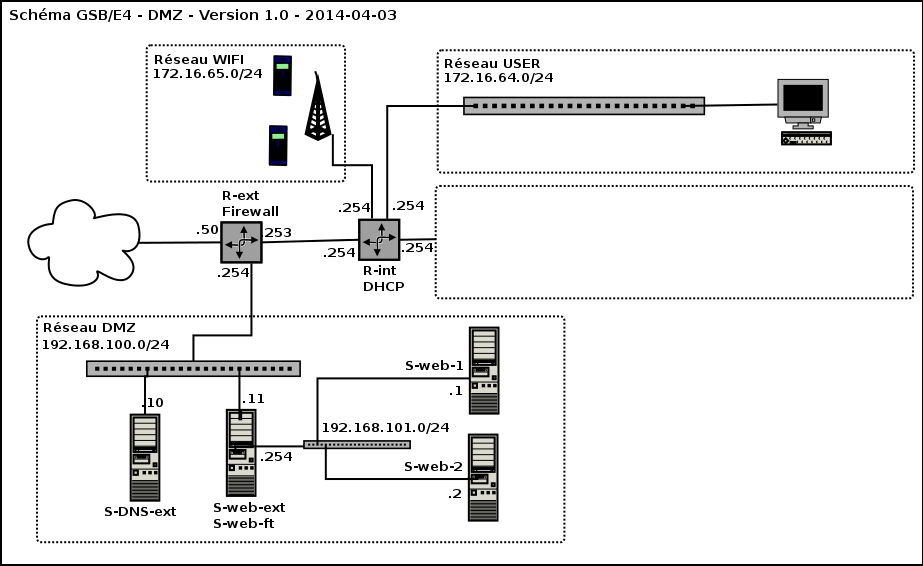 Schéma GSB/E4 - DMZ - Version 1.0 - 2014-04-03
Réseau WIFI
172.16.65.0/24
Réseau USER
172.16.64.0/24
R-ext
Firewall
.50
.253
.254
.254
.254
.254
.254
R-int
DHCP
Réseau DMZ
192.168.100.0/24
.10
.11
S-DNS-ext
S-web-ext
S-web-ft
.254
192.168.101.0/24
S-web-1
.1
S-web-2
.2